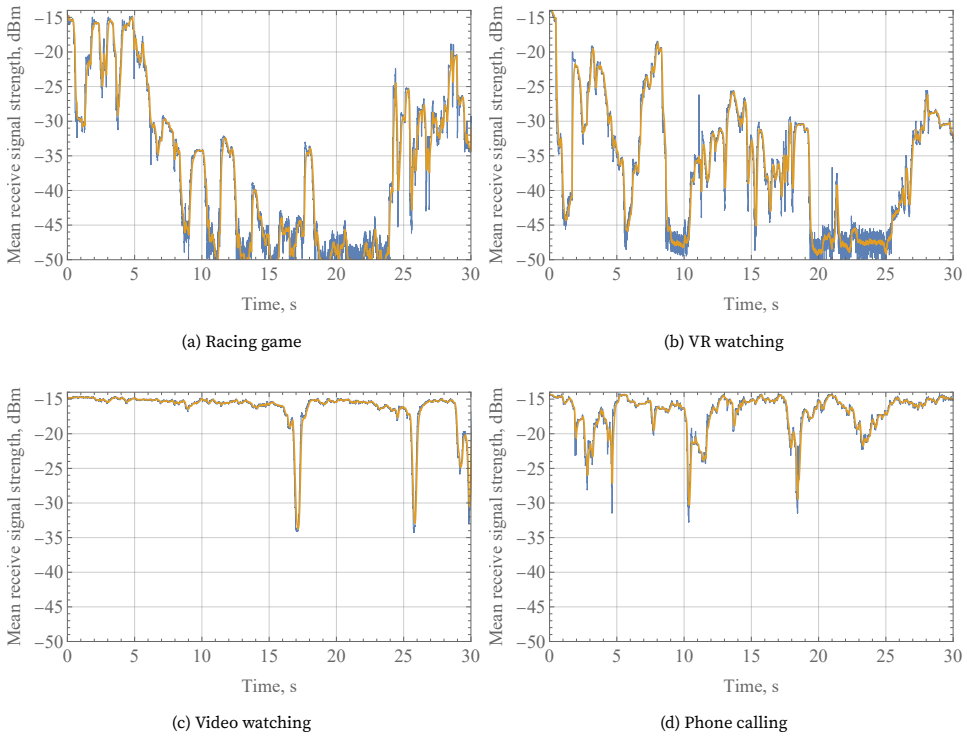 Mean receive signal strength, dBm
−15
−20
−25
−30
−35
−40
−45
−50
0 5 10 15 20 25 30
Time, s
(a) Racing game
Mean receive signal strength, dBm
−15
−20
−25
−30
−35
−40
−45
−50
0 5 10 15 20 25 30
Time, s
(b) VR watching
Mean receive signal strength, dBm
−15
−20
−25
−30
−35
−40
−45
−50
0 5 10 15 20 25 30
Time, s
(c) Video watching
Mean receive signal strength, dBm
−15
−20
−25
−30
−35
−40
−45
−50
0 5 10 15 20 25 30
Time, s
(d) Phone calling